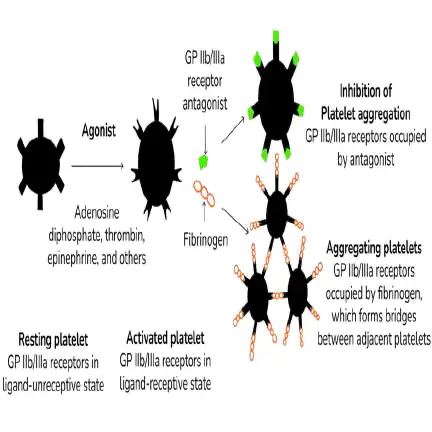 GP IIb/IIIa
receptor
antagonist
Agonist
Adenosine
diphosphate, thrombin,
epinephrine, and others
Fibrinogen
Inhibition of
Platelet aggregation
GP IIb/IIIa receptors occupied
by antagonist
Aggregating platelets
GP IIb/IIIa receptors
occupied by fibrinogen,
which forms bridges
between adjacent platelets
Resting platelet
GP IIb/IIIa receptors in
ligand-unreceptive state
Activated platelet
GP IIb/IIIa receptors in
ligand-receptive state